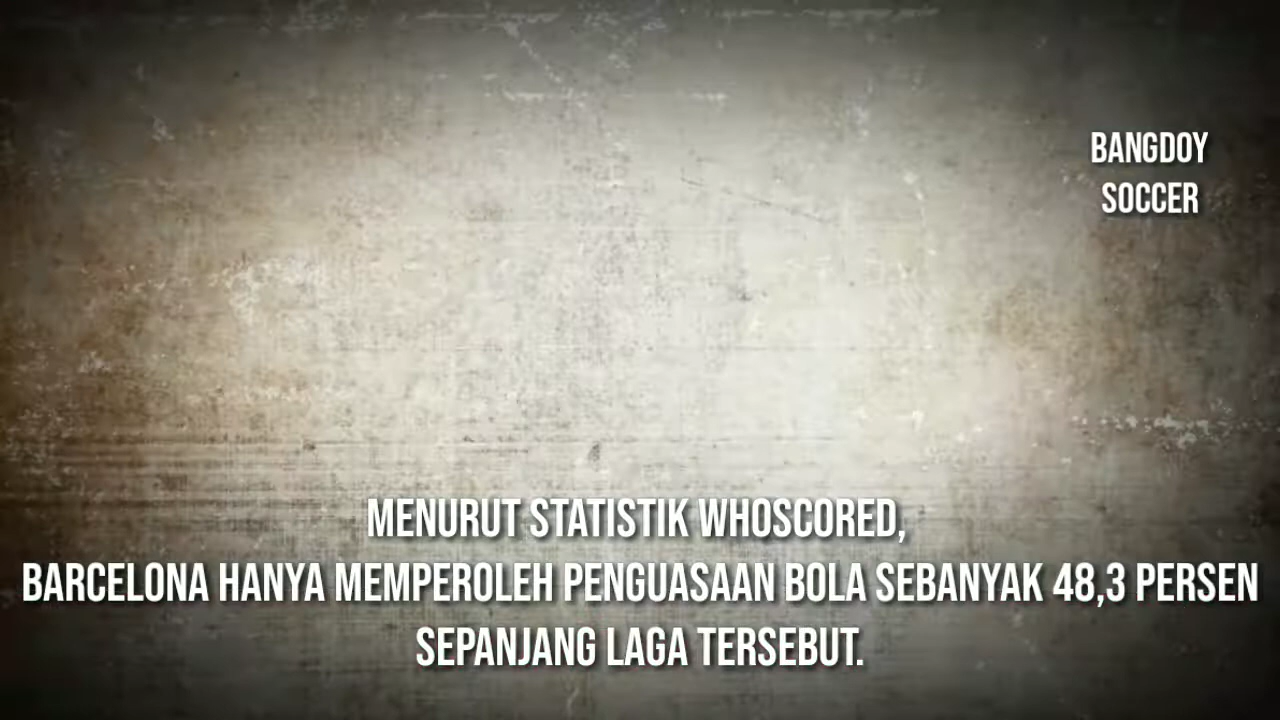 BANGDOY
SOCCER
MENURUT STATISTIK WHOSCORED,
BARCELONA HANYA MEMPEROLEH PENGUASAAN BOLA SEBANYAK 48,3 PERSEN
SEPANJANG LAGA TERSEBUT.